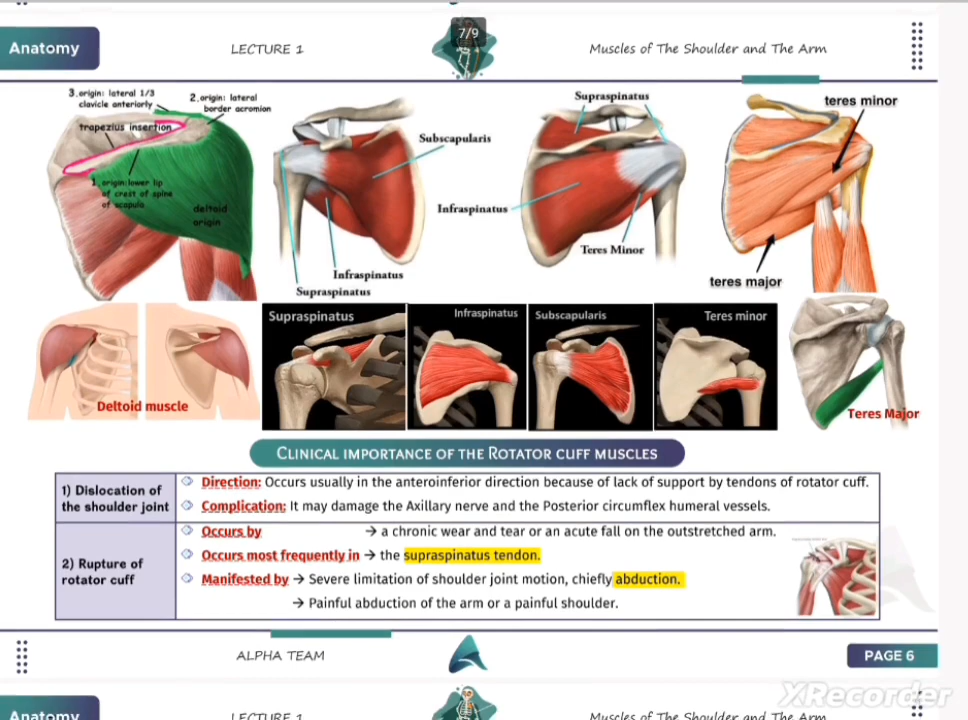 Anatomy
LECTURE 1
7/9
Muscles of The Shoulder and The Arm
3.origin: lateral 1/3
clavicle anteriorly
2.origin: lateral
border acromion
trapezius insertion
1 origin:lower lip
of crest of spine
of scapula
deltoid
origin
Subscapularis
Infraspinatus
Supraspinatus
Supraspinatus
Infraspinatus
Teres Minor
teres minor
teres major
Deltoid muscle
Supraspinatus
Infraspinatus
Subscapularis
Teres minor
Teres Major
CLINICAL IMPORTANCE OF THE ROTATOR CUFF MUSCLES
1) Dislocation of
the shoulder joint
Direction: Occurs usually in the anteroinferior direction because of lack of support by tendons of rotator cuff.
Complication: It may damage the Axillary nerve and the Posterior circumflex humeral vessels.
2) Rupture of
rotator cuff
Occurs by → a chronic wear and tear or an acute fall on the outstretched arm.
Occurs most frequently in → the supraspinatus tendon.
Manifested by → Severe limitation of shoulder joint motion, chiefly abduction.
→ Painful abduction of the arm or a painful shoulder.
ALPHA TEAM
PAGE 6
XRecorder
Anatomy
LECTURE 1
Muscles of The Shoulder and The Arm